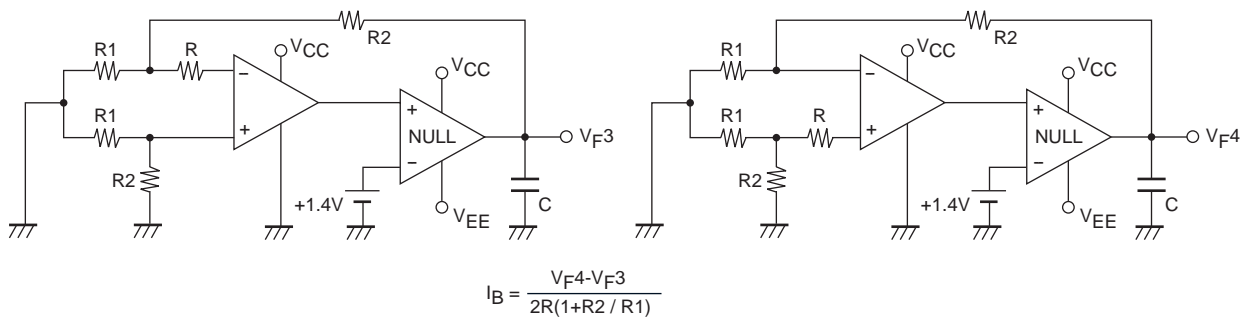 R2
VCC
R1
R
−
VCC
+
+
NULL
VF3
R1
−
R2
+1.4V
C
VEE
R2
VCC
R1
−
VCC
R1
R
+
+
NULL
VF4
−
R2
+1.4V
C
VEE
IB = VF4-VF3
2R(1+R2 / R1)